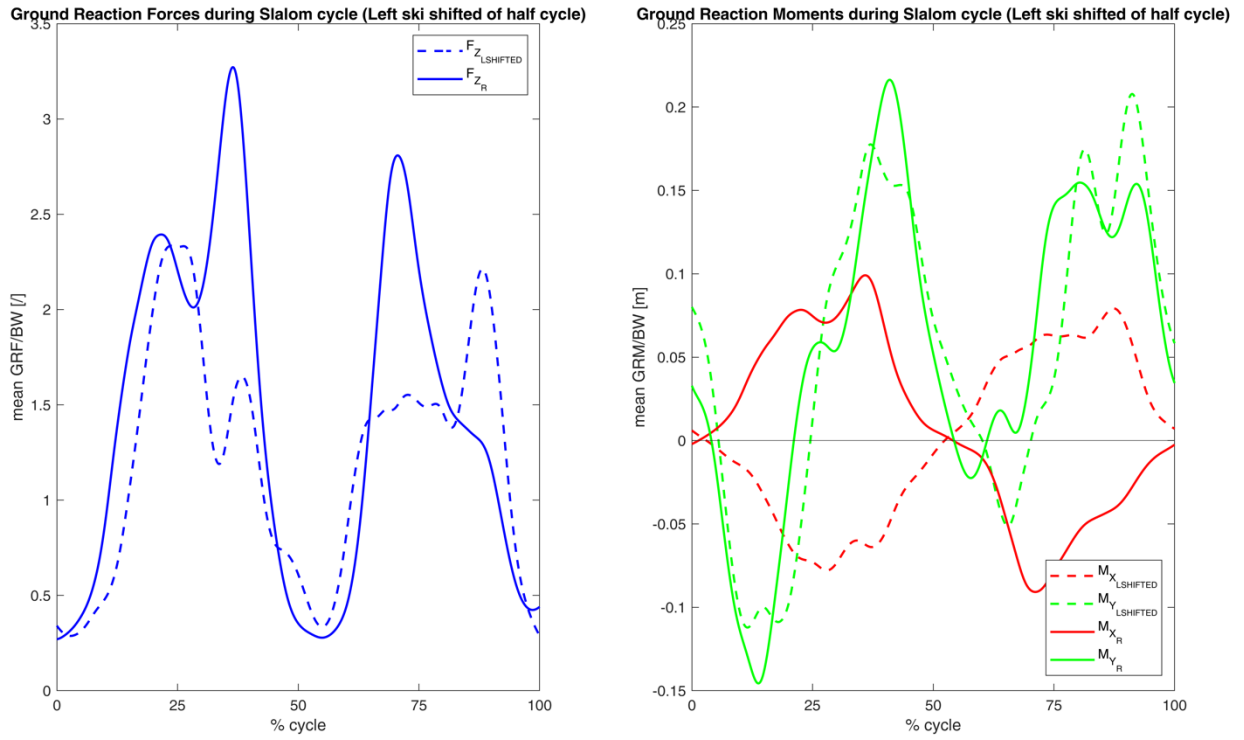 Ground Reaction Forces during Slalom cycle (Left ski shifted of half cycle)
3.5
3
2.5
2
1.5
1
0.5
0
mean GRF/BW [/]
0 25 50 75 100
% cycle
F_Z_LSHIFTED
F_Z_R
Ground Reaction Moments during Slalom cycle (Left ski shifted of half cycle)
0.25
0.2
0.15
0.1
0.05
0
-0.05
-0.1
-0.15
mean GRM/BW [m]
0 25 50 75 100
% cycle
M_X_LSHIFTED
M_Y_LSHIFTED
M_X_R
M_Y_R